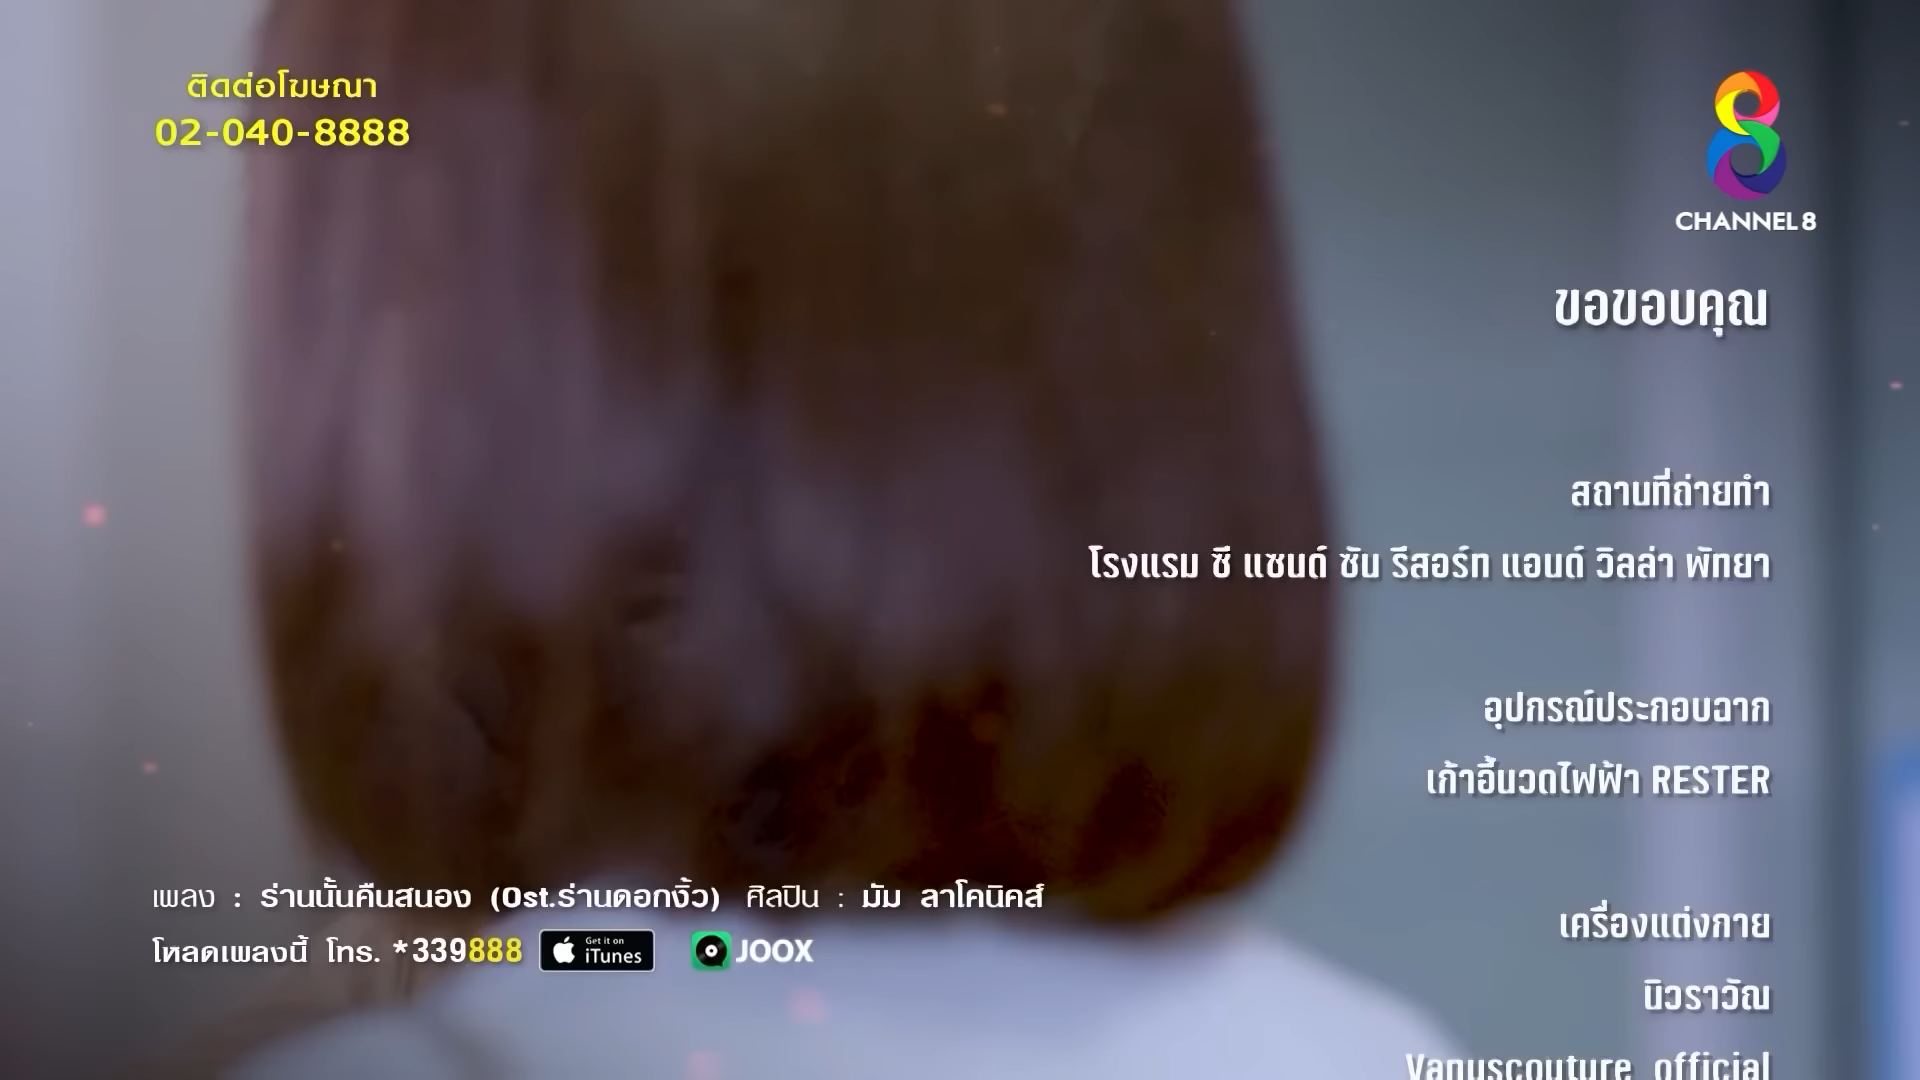 ติดต่อโฆษณา
02-040-8888
CHANNEL 8
ขอขอบคุณ
สถานที่ถ่ายทำ
โรงแรม ซี แซนด์ ซัน รีสอร์ท แอนด์ วิลล่า พัทยา
อุปกรณ์ประกอบฉาก
เก้าอี้นวดไฟฟ้า RESTER
เครื่องแต่งกาย
นิวราวัณ
Vanuscouture_official
เพลง : ร่านนั้นคืนสนอง (Ost.ร่านดอกงิ้ว) ศิลปิน : มัม ลาโคนิคส์
โหลดเพลงนี้ โทร. *339888 Get it on iTunes JOOX